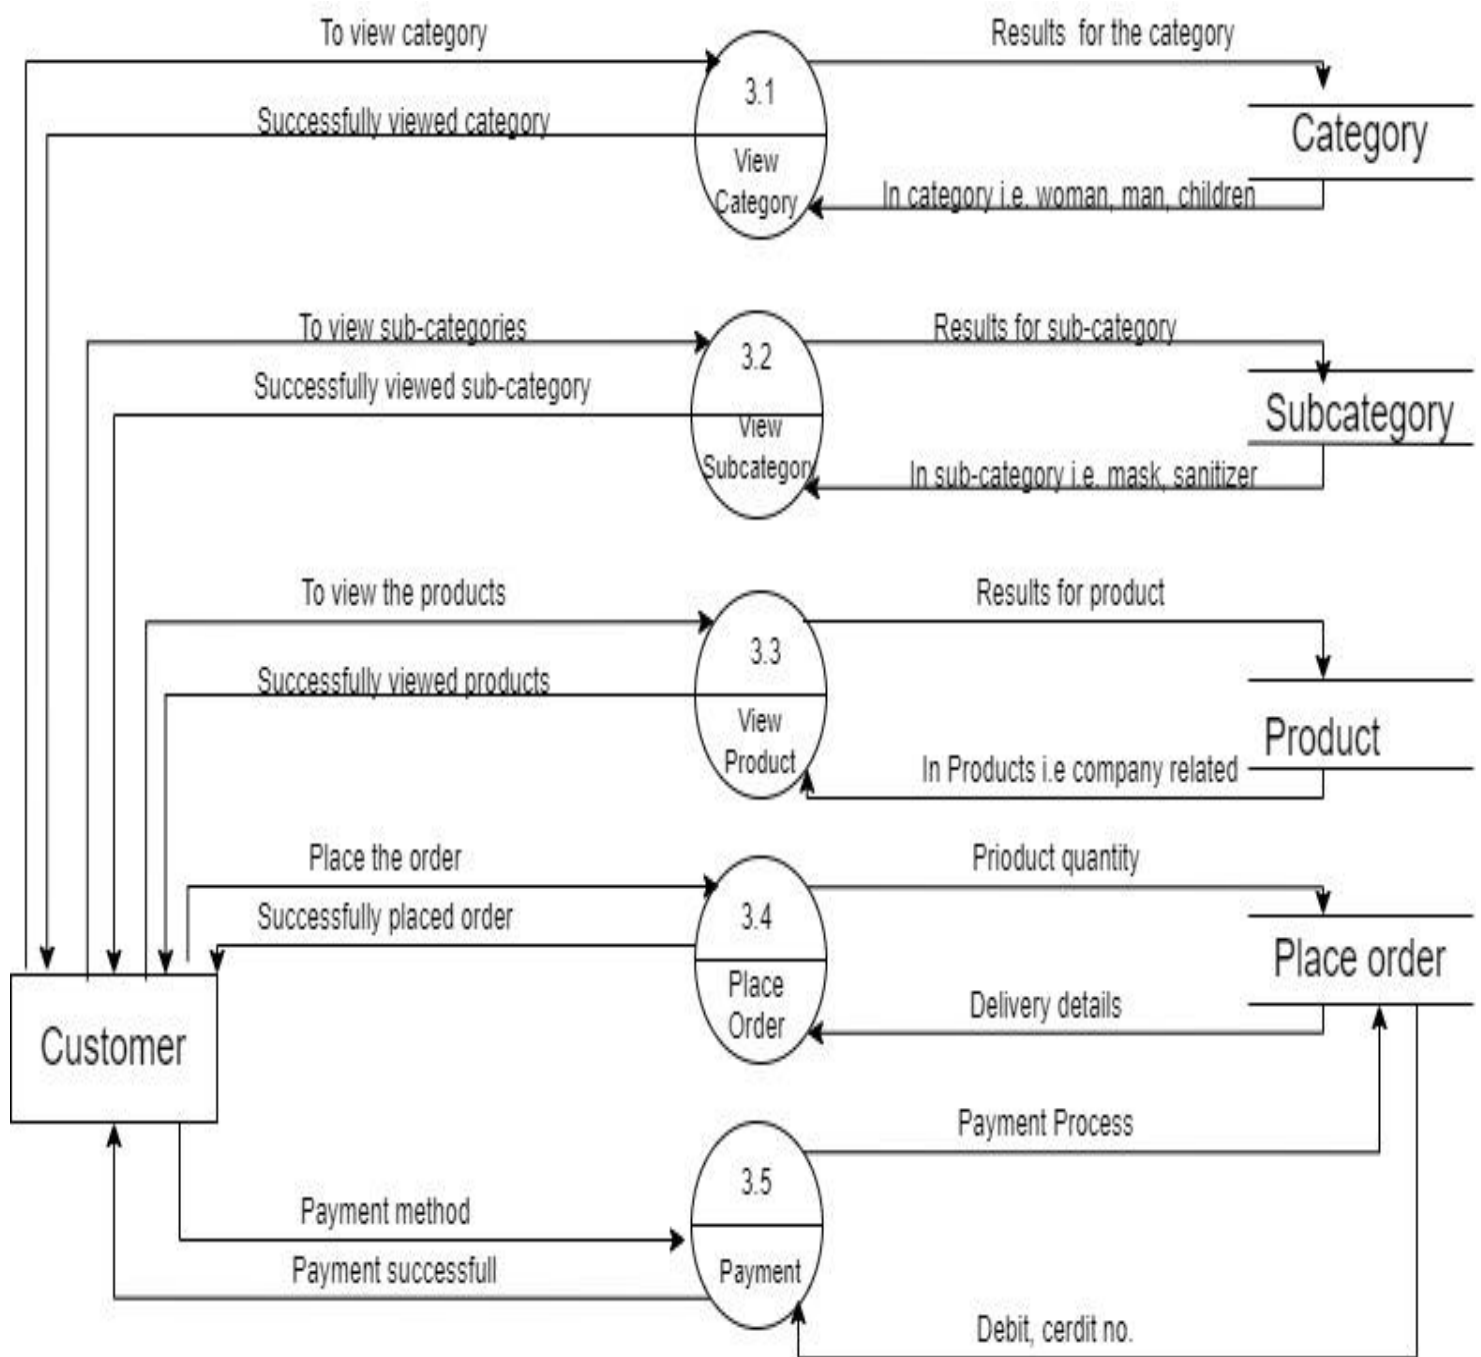 To view category
Results for the category
3.1
Successfully viewed category
Category
View
Category
In category i.e. woman, man, children
To view sub-categories
Results for sub-category
3.2
Successfully viewed sub-category
Subcategory
View
Subcategory
In sub-category i.e. mask, sanitizer
To view the products
Results for product
3.3
Successfully viewed products
View
Product
Product
In Products i.e company related
Place the order
Prioduct quantity
3.4
Successfully placed order
Place order
Place
Order
Delivery details
Customer
Payment Process
3.5
Payment method
Payment successfull
Payment
Debit, cerdit no.